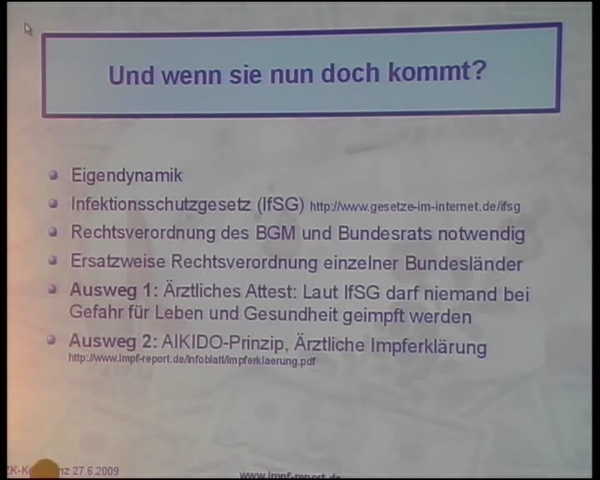 Und wenn sie nun doch kommt?
Eigendynamik
Infektionsschutzgesetz (IfSG) http://www.gesetze-im-internet.de/ifsg
Rechtsverordnung des BGM und Bundesrats notwendig
Ersatzweise Rechtsverordnung einzelner Bundesländer
Ausweg 1: Ärztliches Attest: Laut IfSG darf niemand bei
Gefahr für Leben und Gesundheit geimpft werden
Ausweg 2: AIKIDO-Prinzip, Ärztliche Impferklärung
http://www.impf-report.de/infoblatt/impferklaerung.pdf
27.6.2009
www.impf-report.de